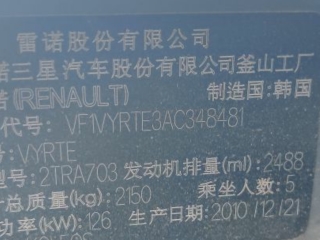 雷诺股份有限公司
诺三星汽车股份有限公司釜山工厂
诺(RENAULT) 制造国:韩国
代号: VF1VYRTE3AC348481
号:VYRTE
型:2TRA703 发动机排量(ml):2488
总质量(kg):2150 乘坐人数:5
功率(kW):126 生产日期:2010/12/21